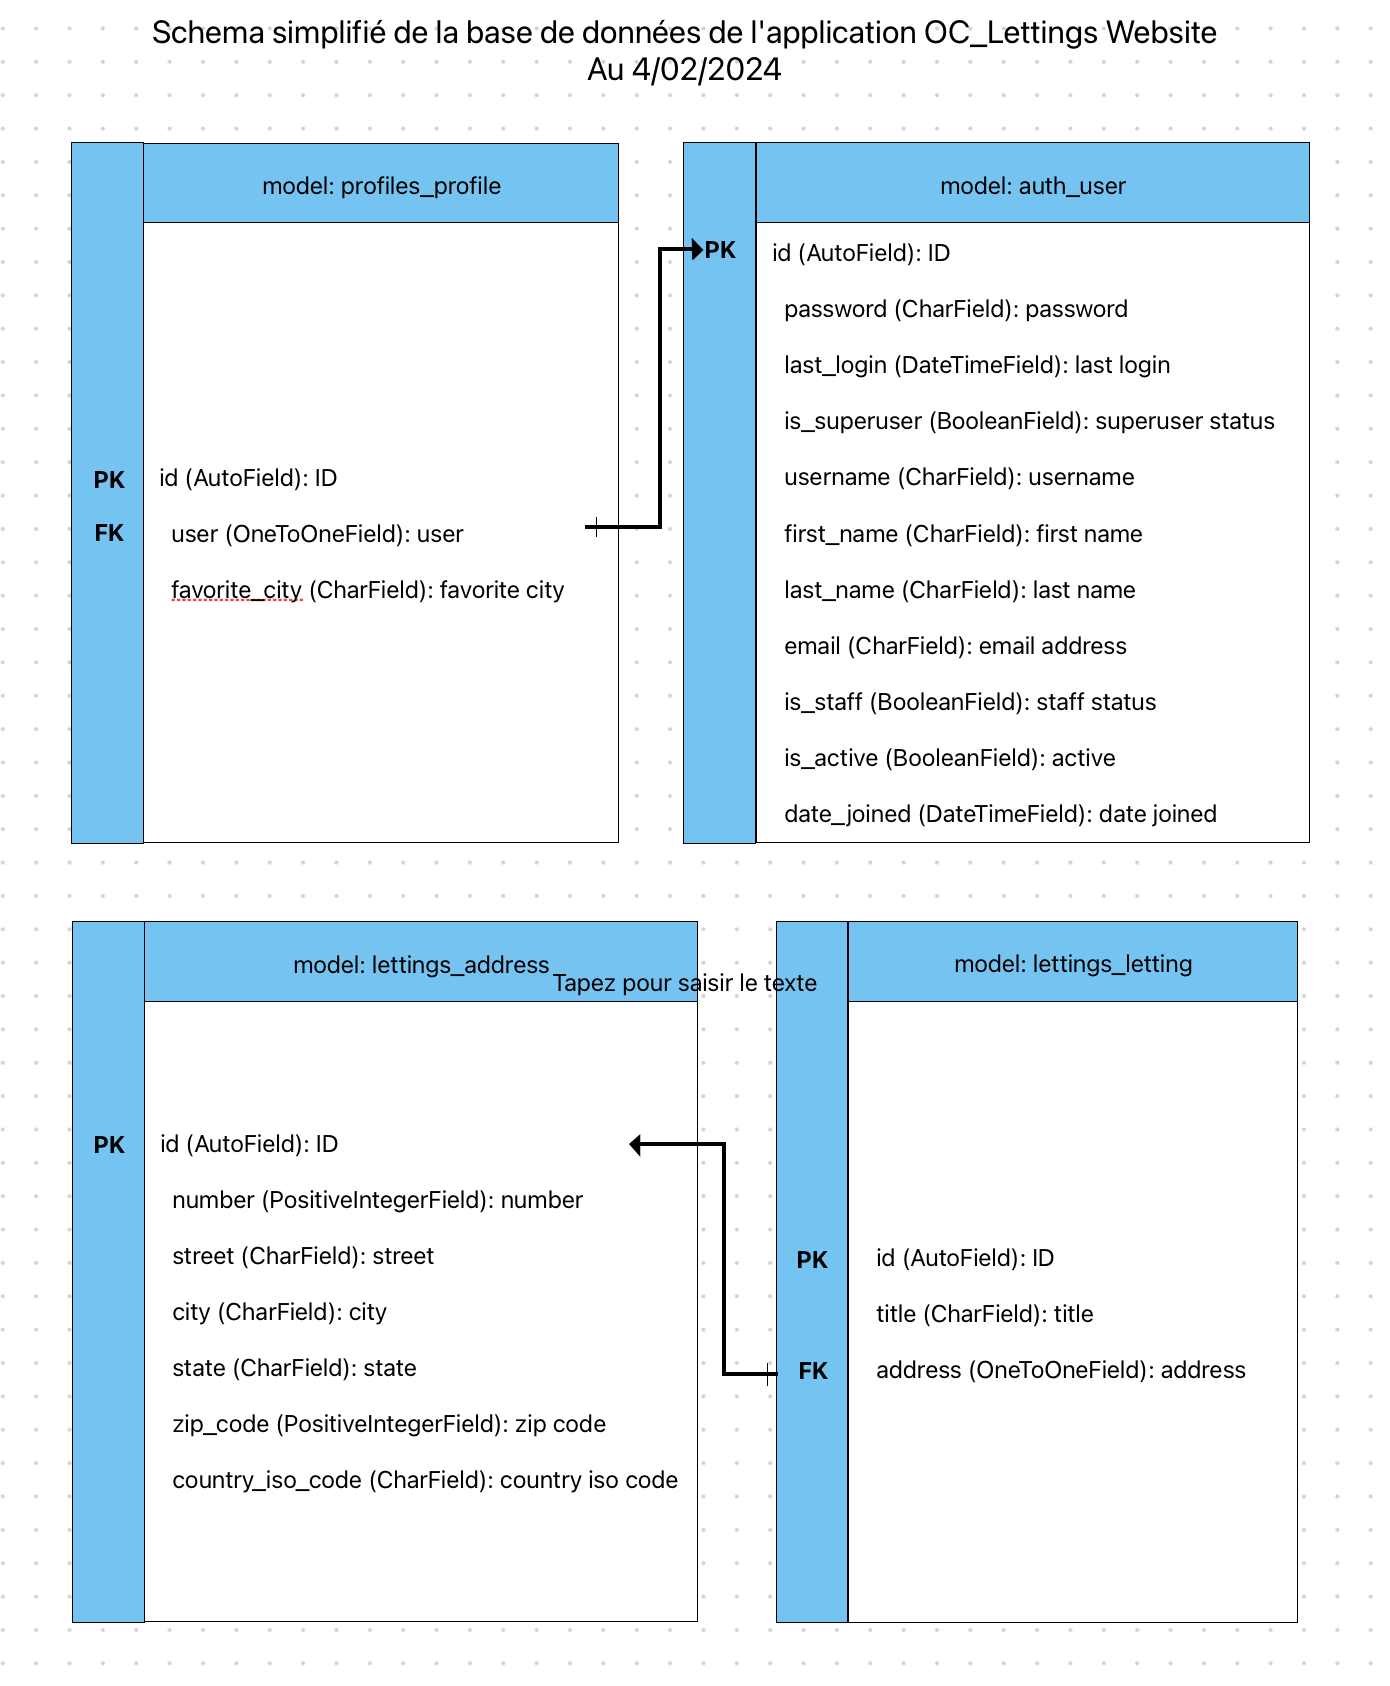 Schema simplifié de la base de données de l'application OC_Lettings Website
Au 4/02/2024
model: profiles_profile
PK id (AutoField): ID
FK user (OneToOneField): user
favorite_city (CharField): favorite city
model: auth_user
PK id (AutoField): ID
password (CharField): password
last_login (DateTimeField): last login
is_superuser (BooleanField): superuser status
username (CharField): username
first_name (CharField): first name
last_name (CharField): last name
email (CharField): email address
is_staff (BooleanField): staff status
is_active (BooleanField): active
date_joined (DateTimeField): date joined
model: lettings_address
Tapez pour saisir le texte
PK id (AutoField): ID
number (PositiveIntegerField): number
street (CharField): street
city (CharField): city
state (CharField): state
zip_code (PositiveIntegerField): zip code
country_iso_code (CharField): country iso code
model: lettings_letting
PK id (AutoField): ID
title (CharField): title
FK address (OneToOneField): address